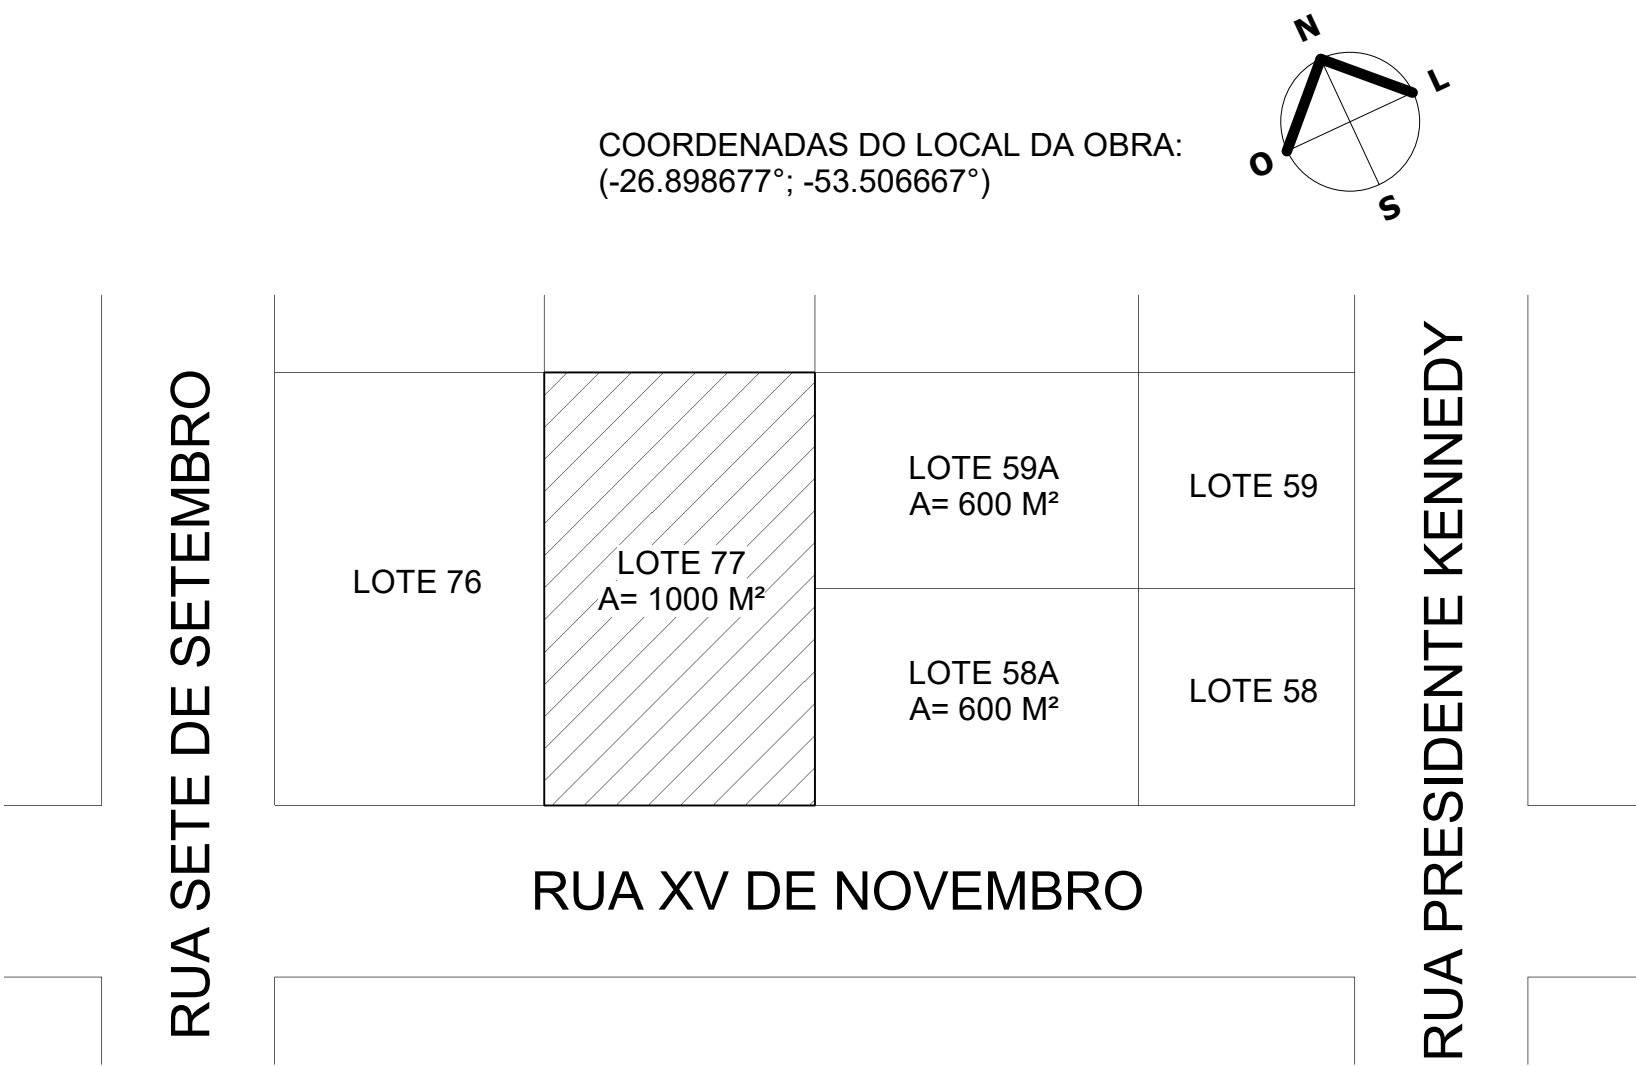 N
L
O
S
COORDENADAS DO LOCAL DA OBRA:
(-26.898677°; -53.506667°)
RUA SETE DE SETEMBRO
LOTE 76
LOTE 77
A= 1000 M²
LOTE 59A
A= 600 M²
LOTE 59
LOTE 58A
A= 600 M²
LOTE 58
RUA PRESIDENTE KENNEDY
RUA XV DE NOVEMBRO